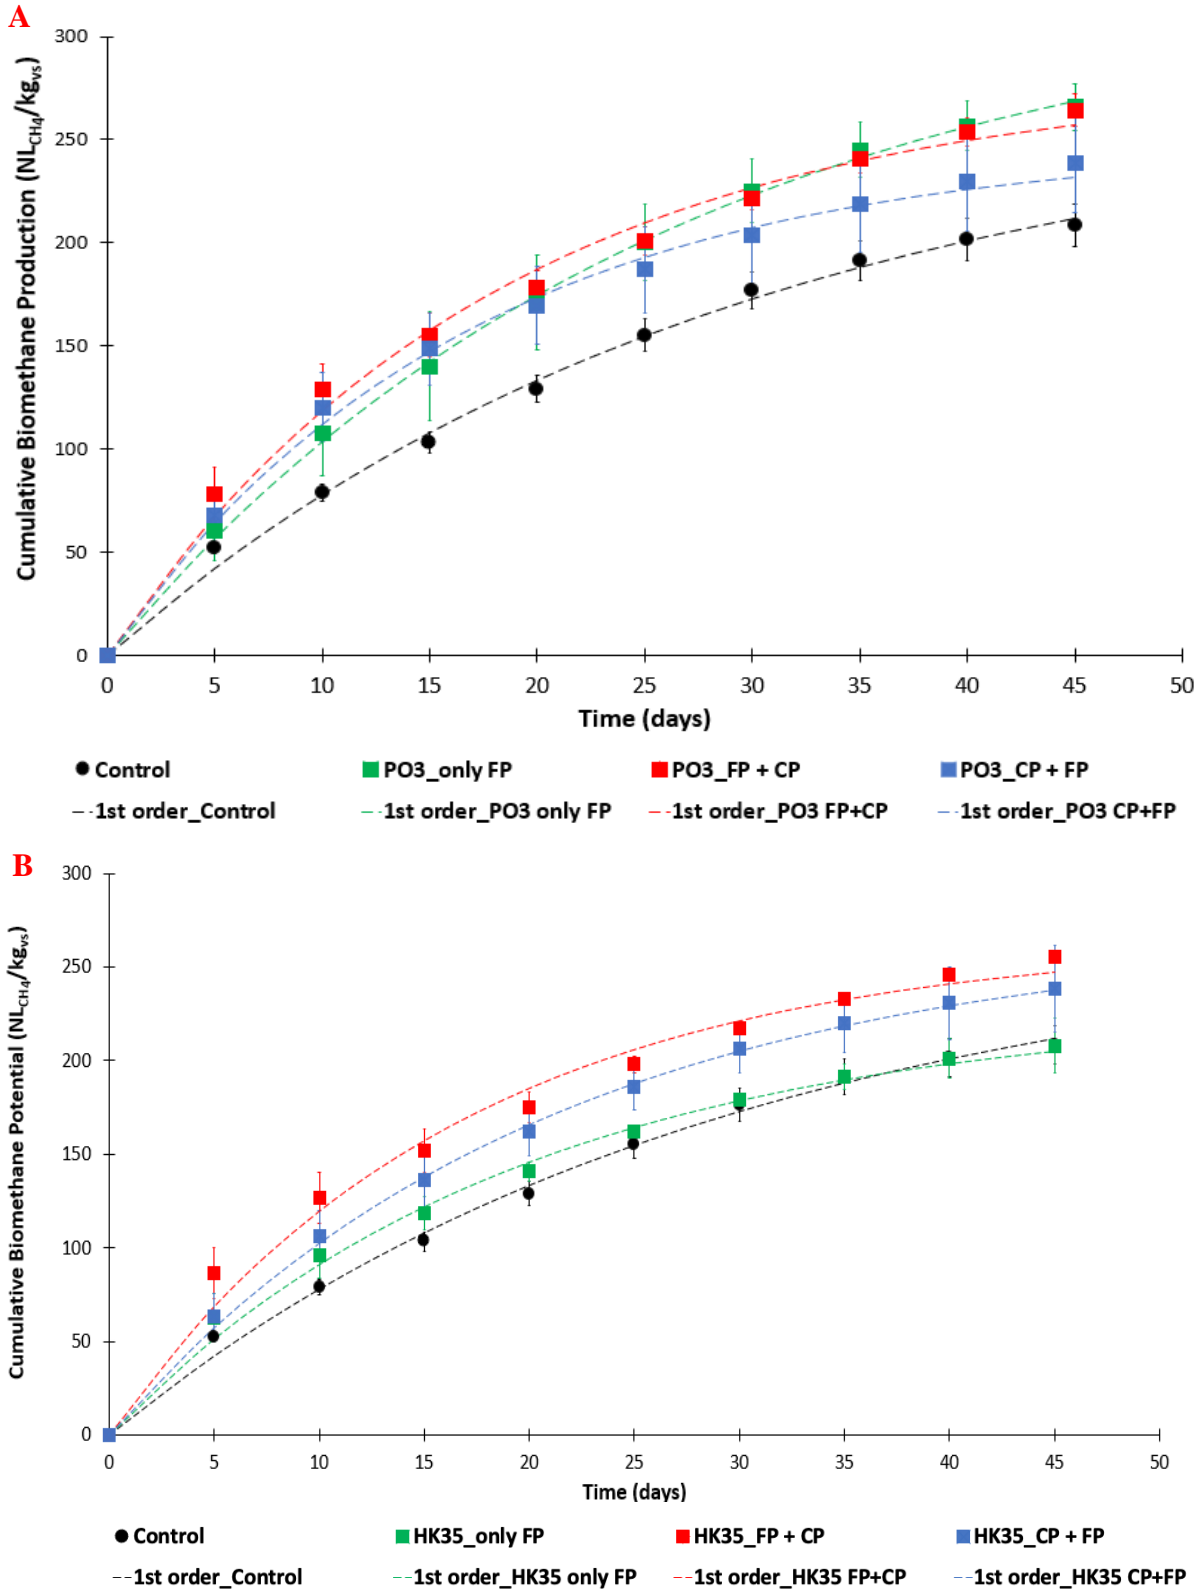 A
Cumulative Biomethane Production (NLCH4/kgvs)
300
250
200
150
100
50
0
0 5 10 15 20 25 30 35 40 45 50
Time (days)
Control PO3_only FP PO3_FP + CP PO3_CP + FP
1st order_Control 1st order_PO3 only FP 1st order_PO3 FP+CP 1st order_PO3 CP+FP
B
Cumulative Biomethane Potential (NLCH4/kgvs)
300
250
200
150
100
50
0
0 5 10 15 20 25 30 35 40 45 50
Time (days)
Control HK35_only FP HK35_FP + CP HK35_CP + FP
1st order_Control 1st order_HK35 only FP 1st order_HK35 FP+CP 1st order_HK35 CP+FP